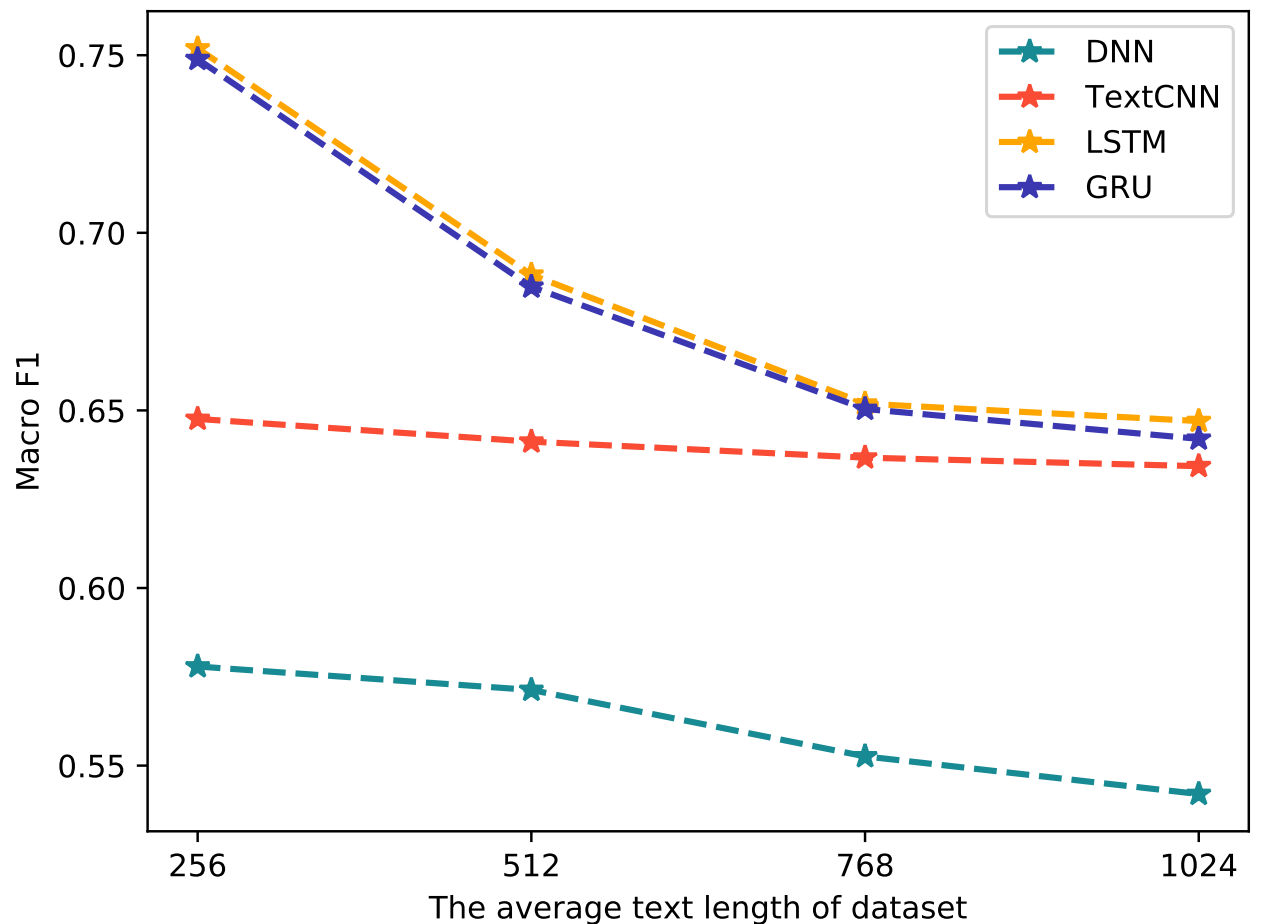 DNN
TextCNN
LSTM
GRU
Macro F1
0.75
0.70
0.65
0.60
0.55
256
512
768
1024
The average text length of dataset